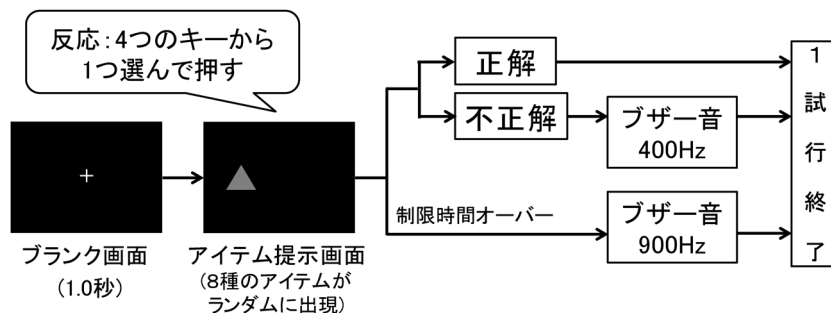 反応：4つのキーから
1つ選んで押す
正解
不正解
ブザー音
400Hz
制限時間オーバー
ブザー音
900Hz
1試行終了
ブランク画面
(1.0秒)
アイテム提示画面
(8種のアイテムが
ランダムに出現)